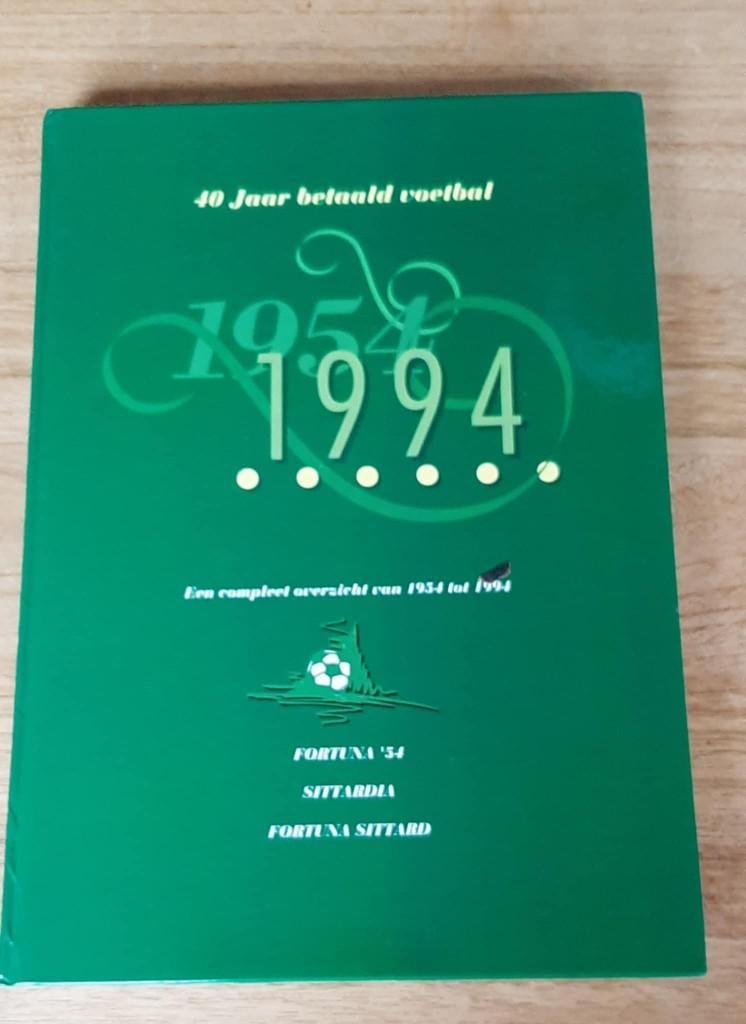 40 Jaar betaald voetbal
1954
1994
Een compleet overzicht van 1954 tot 1994
FORTUNA '54
SITTARDIA
FORTUNA SITTARD